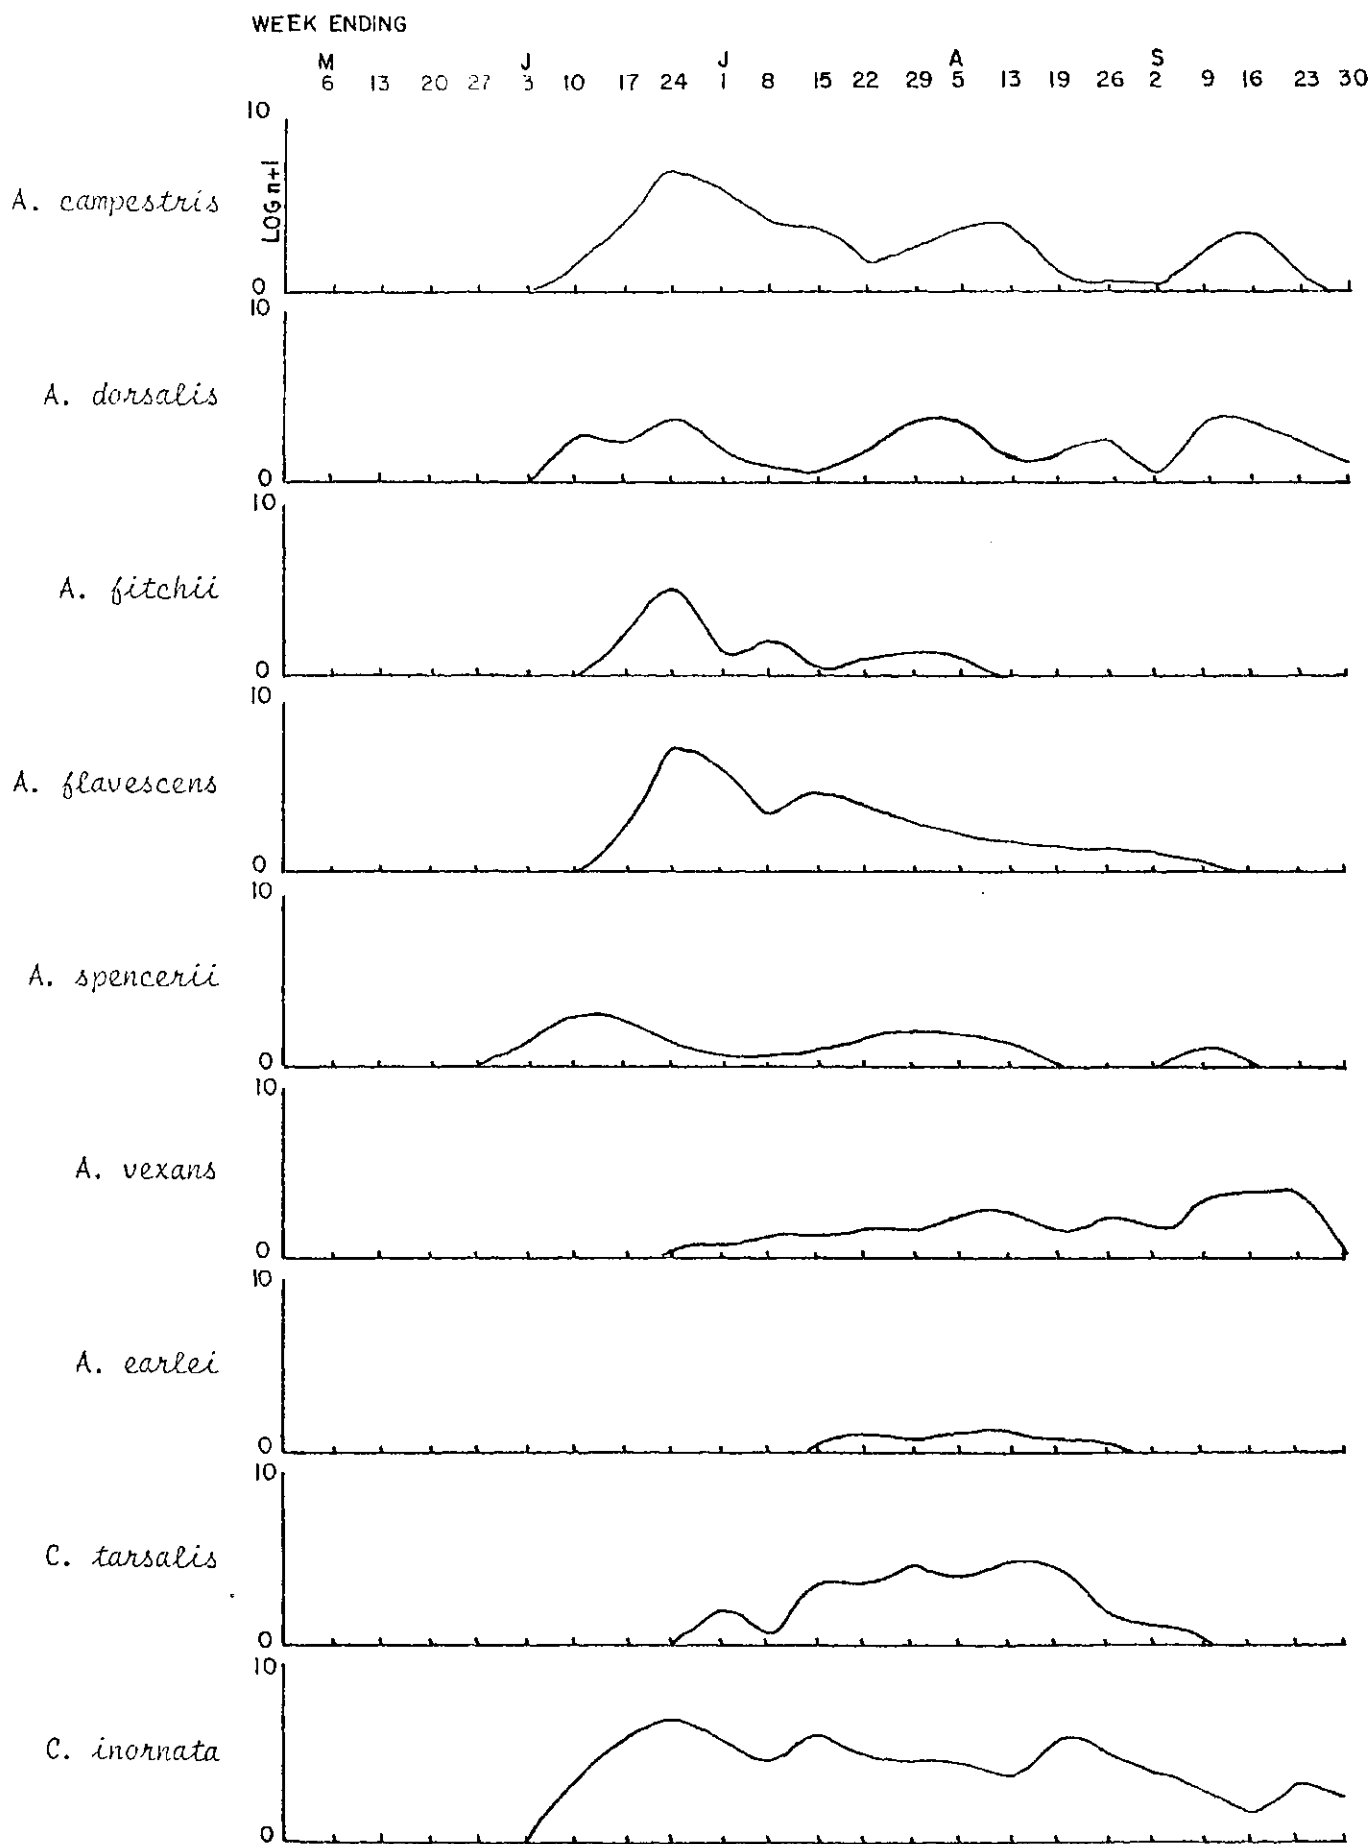 WEEK ENDING
M J J A S
6 13 20 27 3 10 17 24 1 8 15 22 29 5 13 19 26 2 9 16 23 30
10
LOG n+1
A. campestris
0
10
A. dorsalis
0
10
A. fitchii
0
10
A. flavescens
0
10
A. spencerii
0
10
A. vexans
0
10
A. earlei
0
10
C. tarsalis
0
10
C. inornata
0